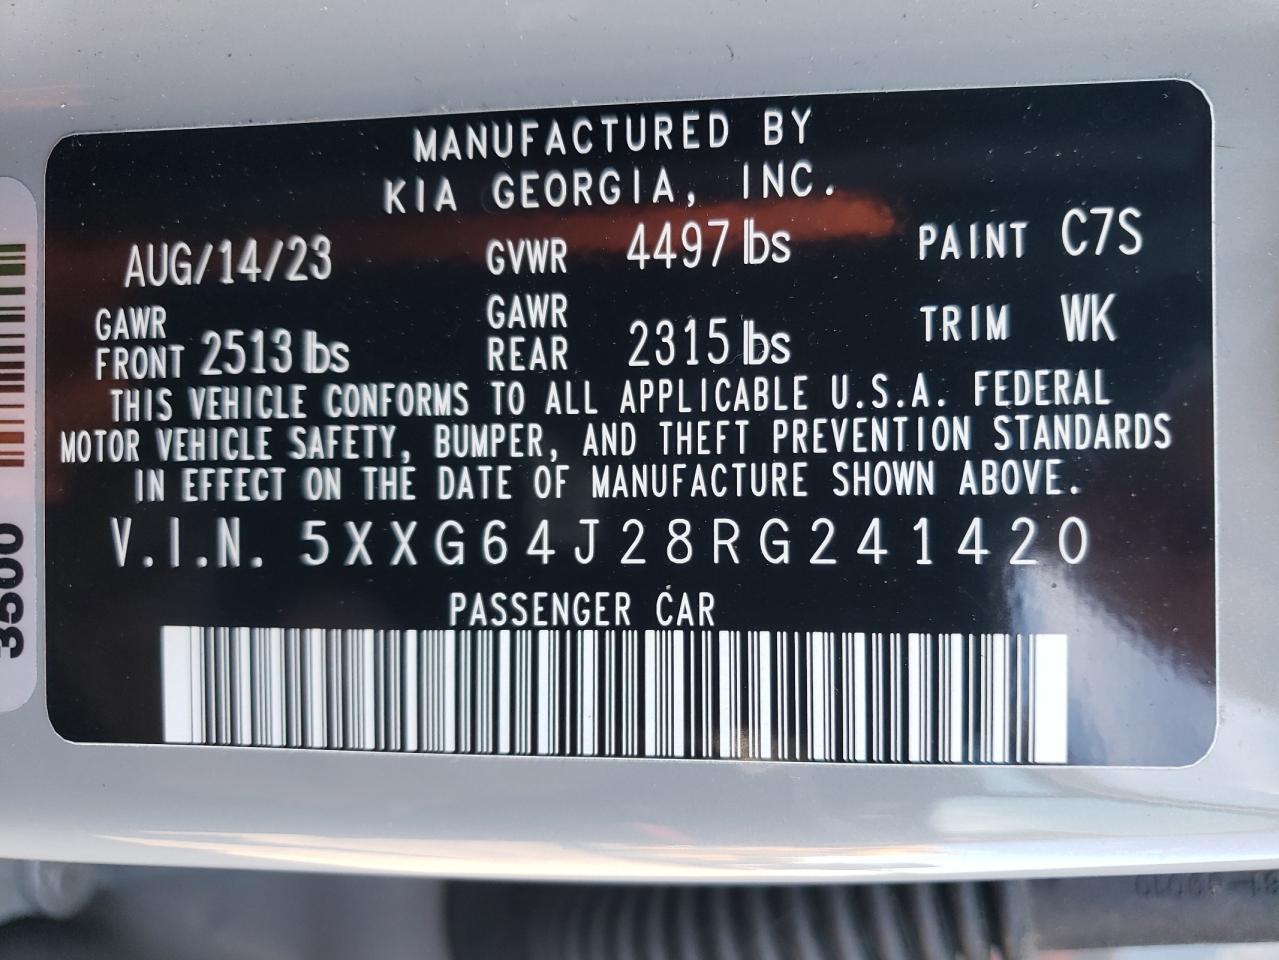 MANUFACTURED BY
KIA GEORGIA, INC.
AUG/14/23 GVWR 4497 lbs PAINT C7S
GAWR FRONT 2513 lbs GAWR REAR 2315 lbs TRIM WK
THIS VEHICLE CONFORMS TO ALL APPLICABLE U.S.A. FEDERAL
MOTOR VEHICLE SAFETY, BUMPER, AND THEFT PREVENTION STANDARDS
IN EFFECT ON THE DATE OF MANUFACTURE SHOWN ABOVE.
V.I.N. 5XXG64J28RG241420
PASSENGER CAR
3500